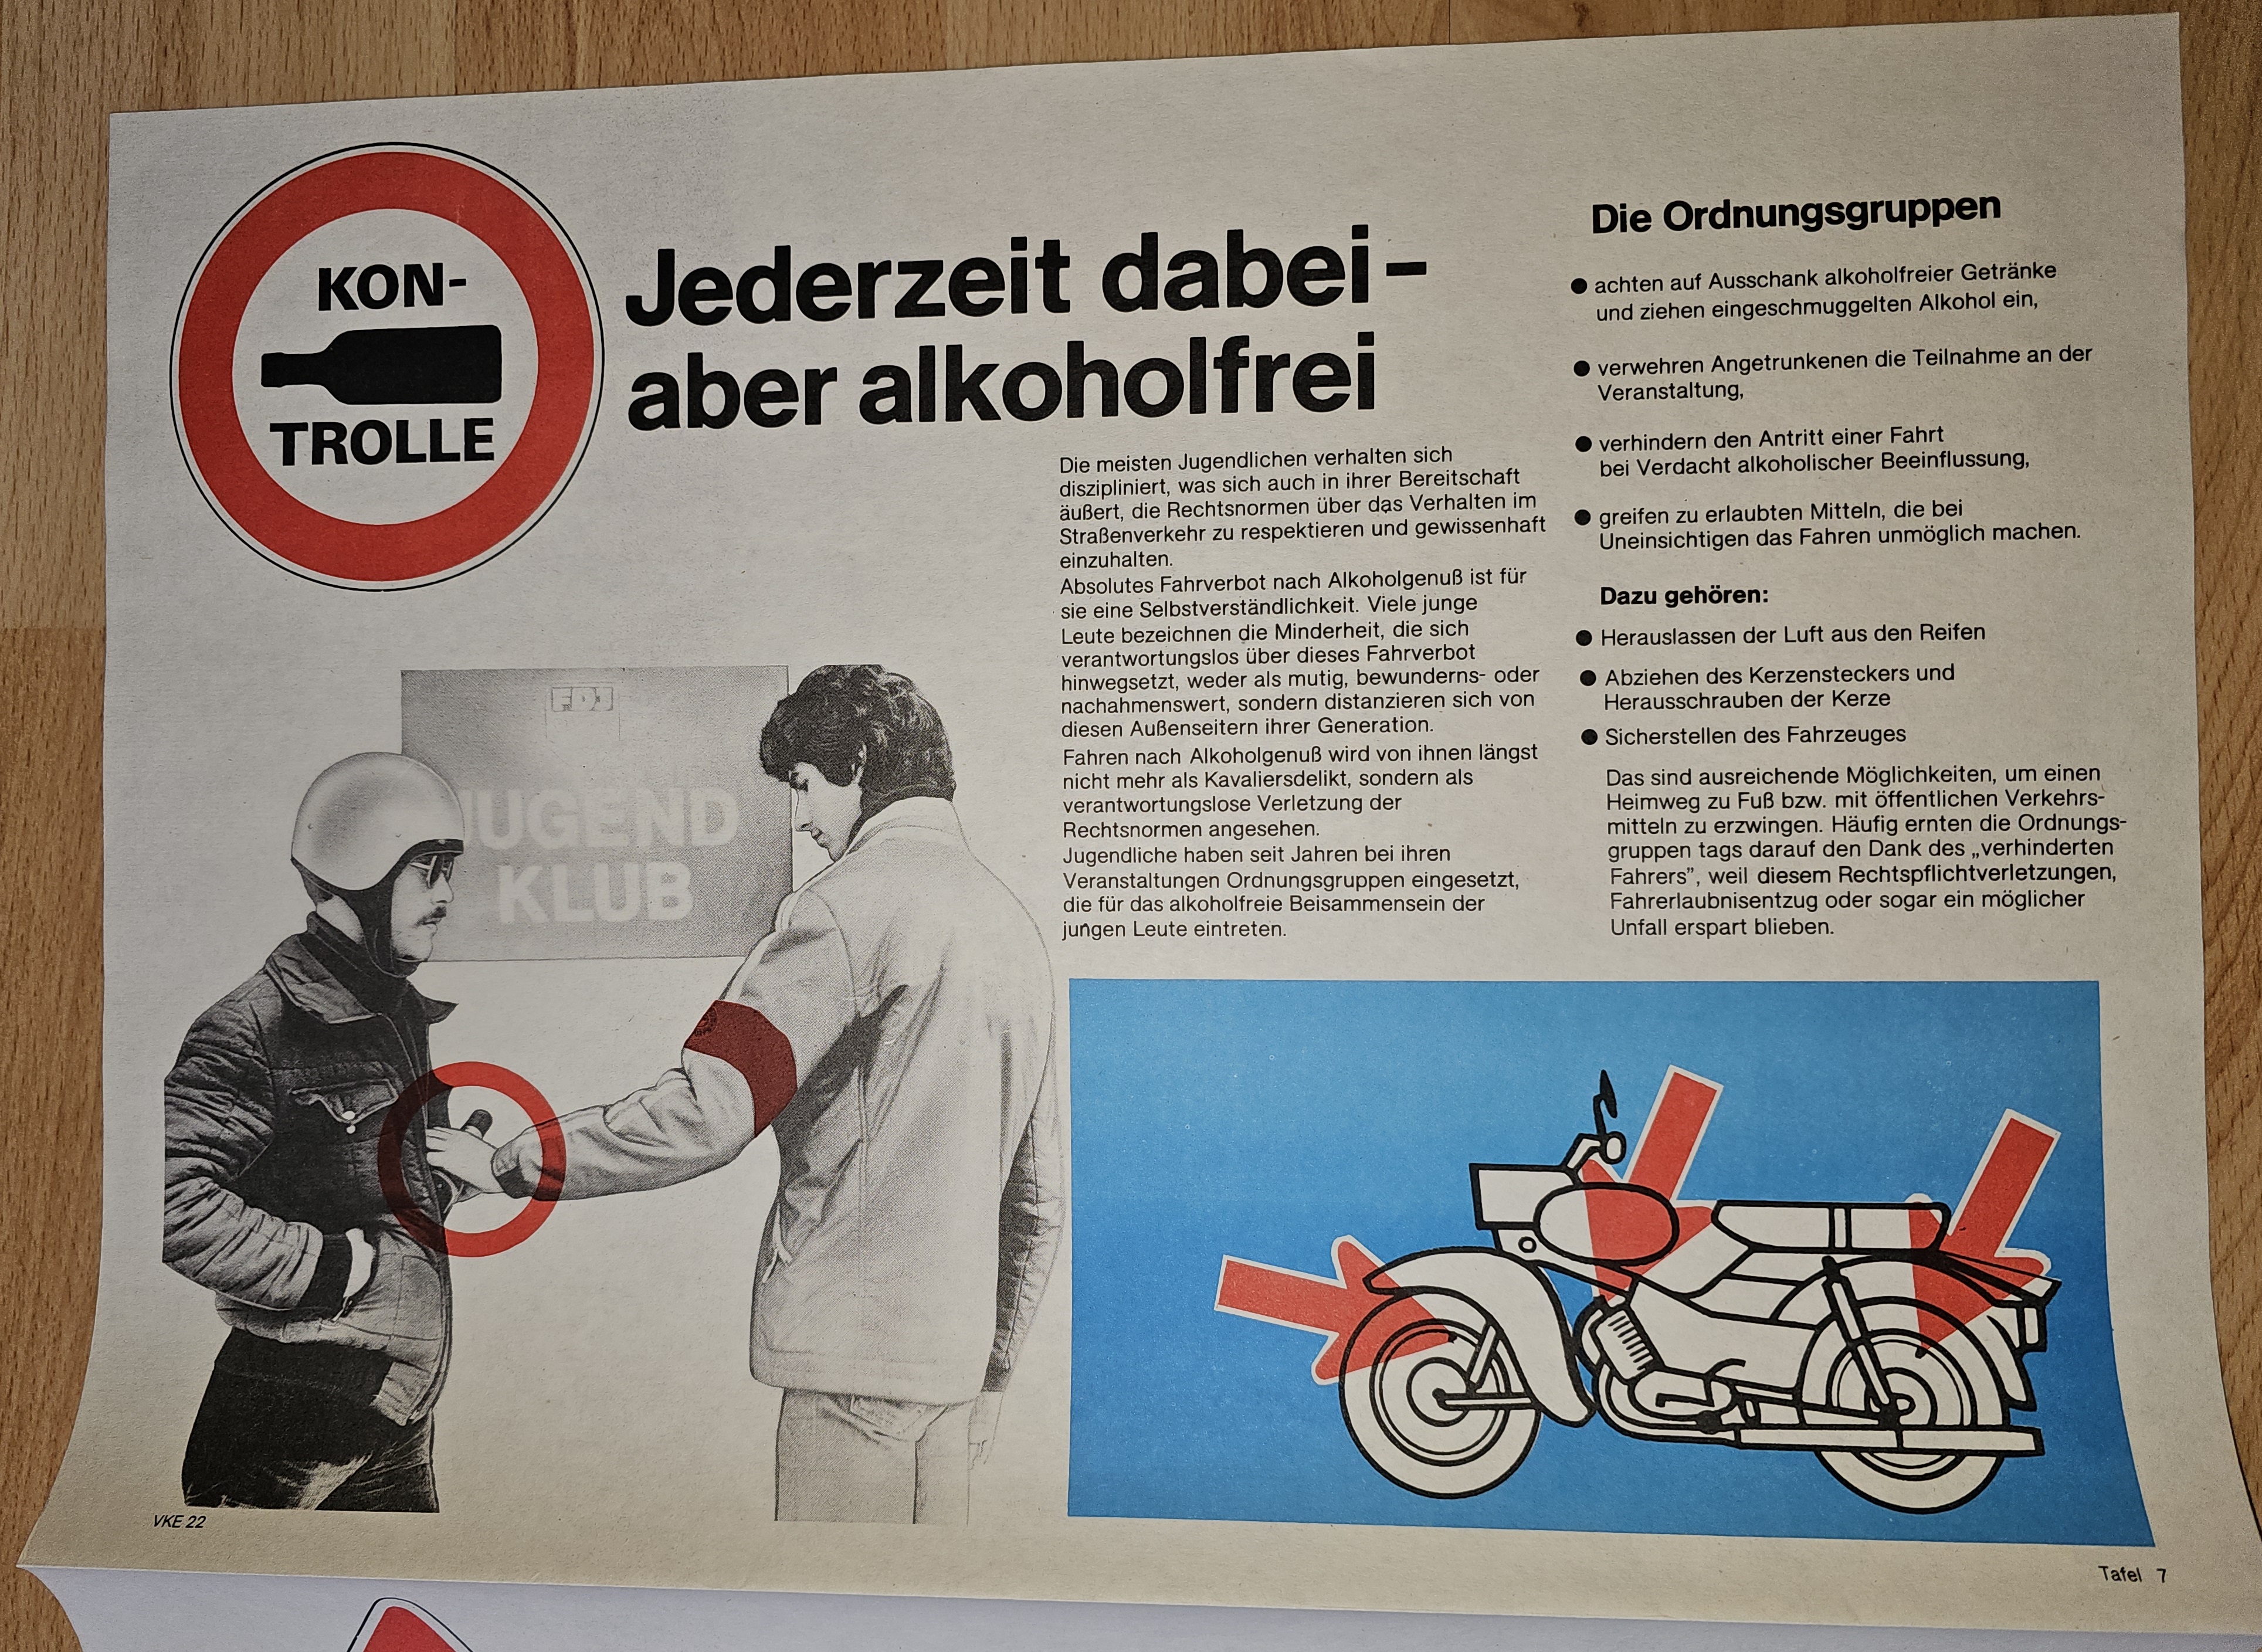 KON-
TROLLE
Jederzeit dabei –
aber alkoholfrei
Die meisten Jugendlichen verhalten sich
diszipliniert, was sich auch in ihrer Bereitschaft
äußert, die Rechtsnormen über das Verhalten im
Straßenverkehr zu respektieren und gewissenhaft
einzuhalten.
Absolutes Fahrverbot nach Alkoholgenuß ist für
sie eine Selbstverständlichkeit. Viele junge
Leute bezeichnen die Minderheit, die sich
verantwortungslos über dieses Fahrverbot
hinwegsetzt, weder als mutig, bewunderns- oder
nachahmenswert, sondern distanzieren sich von
diesen Außenseitern ihrer Generation.
Fahren nach Alkoholgenuß wird von ihnen längst
nicht mehr als Kavaliersdelikt, sondern als
verantwortungslose Verletzung der
Rechtsnormen angesehen.
Jugendliche haben seit Jahren bei ihren
Veranstaltungen Ordnungsgruppen eingesetzt,
die für das alkoholfreie Beisammensein der
jungen Leute eintreten.
Die Ordnungsgruppen
● achten auf Ausschank alkoholfreier Getränke
und ziehen eingeschmuggelten Alkohol ein,
● verwehren Angetrunkenen die Teilnahme an der
Veranstaltung,
● verhindern den Antritt einer Fahrt
bei Verdacht alkoholischer Beeinflussung,
● greifen zu erlaubten Mitteln, die bei
Uneinsichtigen das Fahren unmöglich machen.
Dazu gehören:
● Herauslassen der Luft aus den Reifen
● Abziehen des Kerzensteckers und
Herausschrauben der Kerze
● Sicherstellen des Fahrzeuges
Das sind ausreichende Möglichkeiten, um einen
Heimweg zu Fuß bzw. mit öffentlichen Verkehrs-
mitteln zu erzwingen. Häufig ernten die Ordnungs-
gruppen tags darauf den Dank des „verhinderten
Fahrers”, weil diesem Rechtspflichtverletzungen,
Fahrerlaubnisentzug oder sogar ein möglicher
Unfall erspart blieben.
FDJ
JUGEND
KLUB
VKE 22
Tafel 7